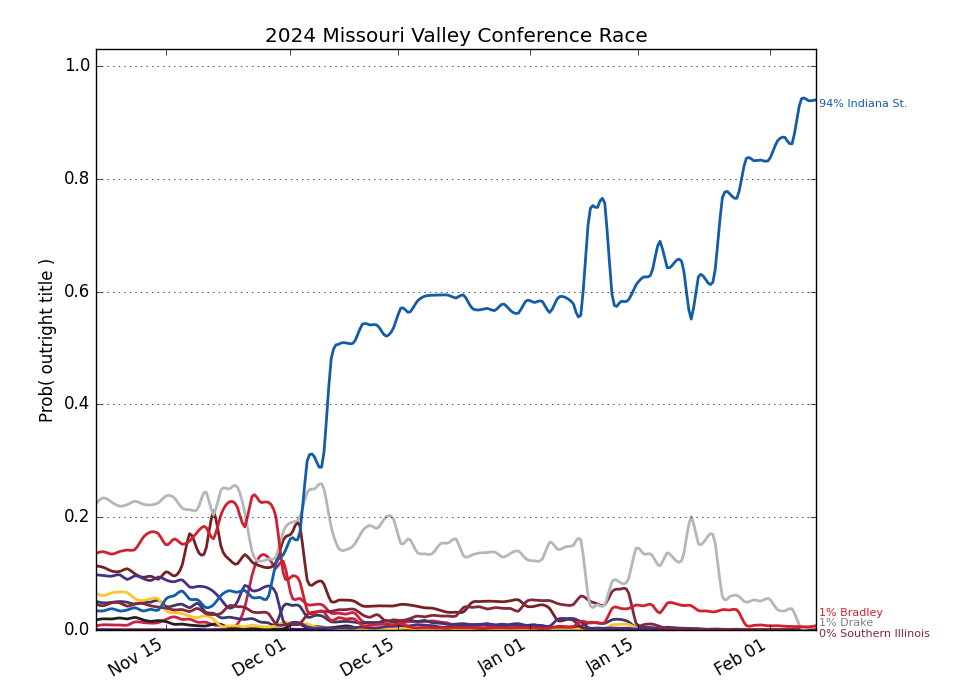 2024 Missouri Valley Conference Race
Prob( outright title )
1.0
0.8
0.6
0.4
0.2
0.0
Nov 15
Dec 01
Dec 15
Jan 01
Jan 15
Feb 01
94% Indiana St.
1% Bradley
1% Drake
0% Southern Illinois